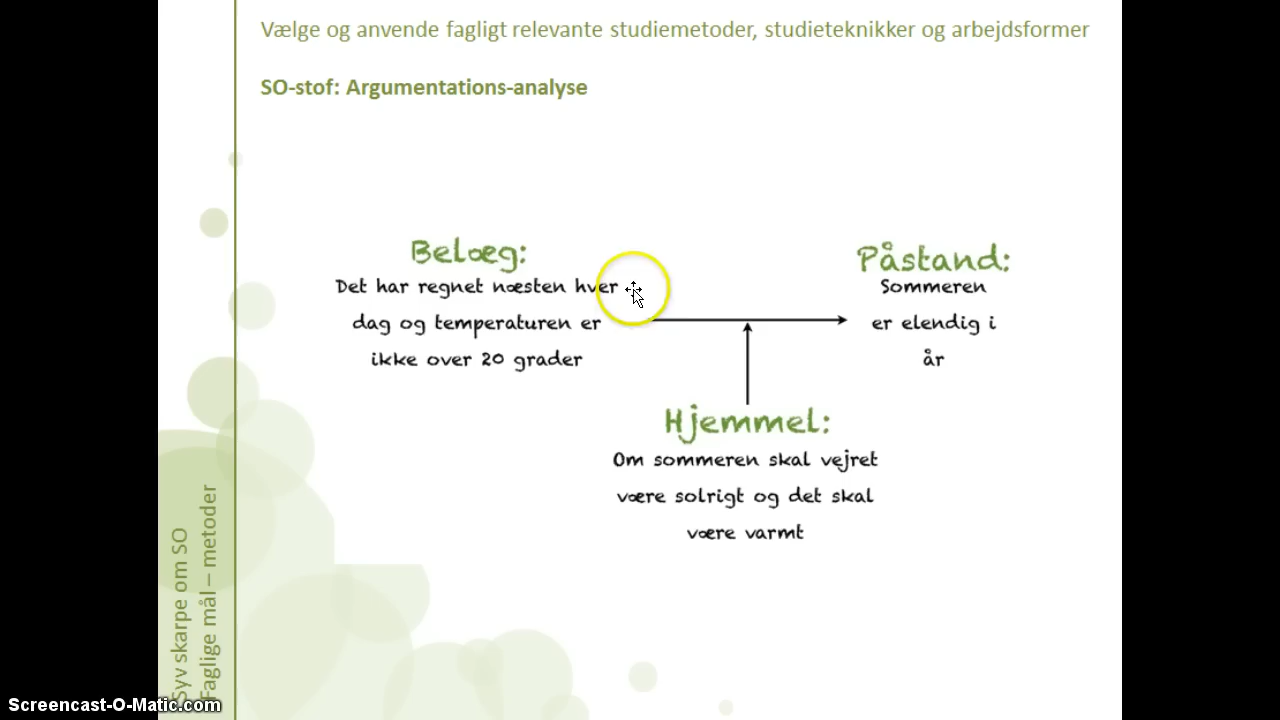 Vælge og anvende fagligt relevante studiemetoder, studieteknikker og arbejdsformer
SO-stof: Argumentations-analyse
Belæg:
Det har regnet næsten hver
dag og temperaturen er
ikke over 20 grader
Påstand:
Sommeren
er elendig i
år
Hjemmel:
Om sommeren skal vejret
være solrigt og det skal
være varmt
Syv skarpe om SO
Faglige mål – metoder
Screencast-O-Matic.com